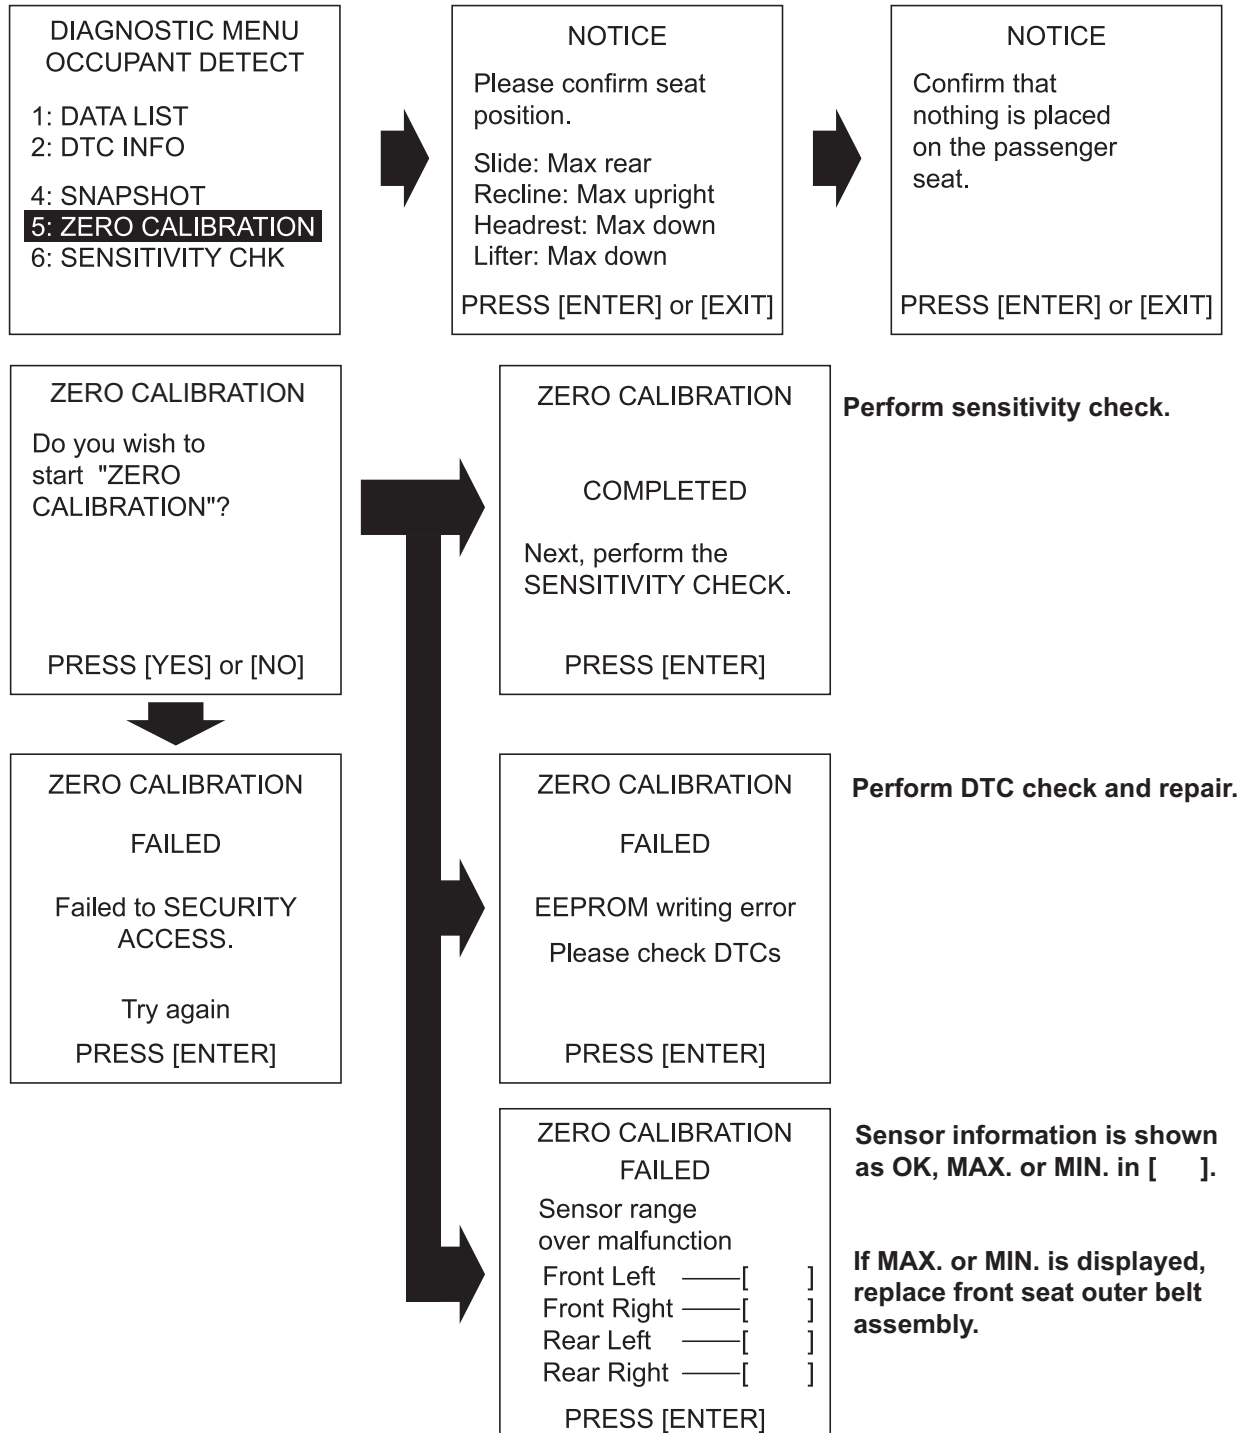 DIAGNOSTIC MENU
OCCUPANT DETECT
1: DATA LIST
2: DTC INFO
4: SNAPSHOT
5: ZERO CALIBRATION
6: SENSITIVITY CHK
NOTICE
Please confirm seat
position.
Slide: Max rear
Recline: Max upright
Headrest: Max down
Lifter: Max down
PRESS [ENTER] or [EXIT]
NOTICE
Confirm that
nothing is placed
on the passenger
seat.
PRESS [ENTER] or [EXIT]
ZERO CALIBRATION
Do you wish to
start "ZERO
CALIBRATION"?
PRESS [YES] or [NO]
ZERO CALIBRATION
COMPLETED
Next, perform the
SENSITIVITY CHECK.
PRESS [ENTER]
Perform sensitivity check.
ZERO CALIBRATION
FAILED
Failed to SECURITY
ACCESS.
Try again
PRESS [ENTER]
ZERO CALIBRATION
FAILED
EEPROM writing error
Please check DTCs
PRESS [ENTER]
Perform DTC check and repair.
ZERO CALIBRATION
FAILED
Sensor range
over malfunction
Front Left ——[ ]
Front Right ——[ ]
Rear Left ——[ ]
Rear Right ——[ ]
PRESS [ENTER]
Sensor information is shown
as OK, MAX. or MIN. in [ ].
If MAX. or MIN. is displayed,
replace front seat outer belt
assembly.